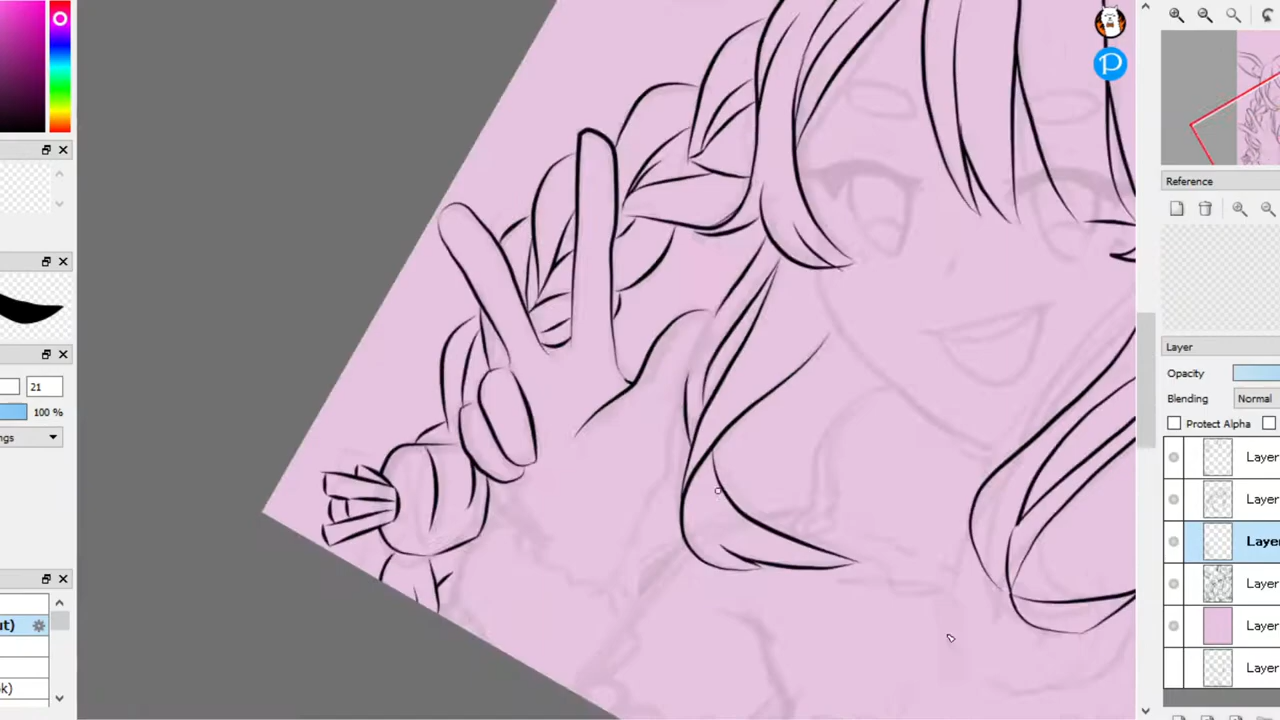 21
100 %
ngs
ut)
k)
P
Reference
Layer
Opacity
Blending Normal
Protect Alpha
Layer
Layer
Layer
Layer
Layer
Layer